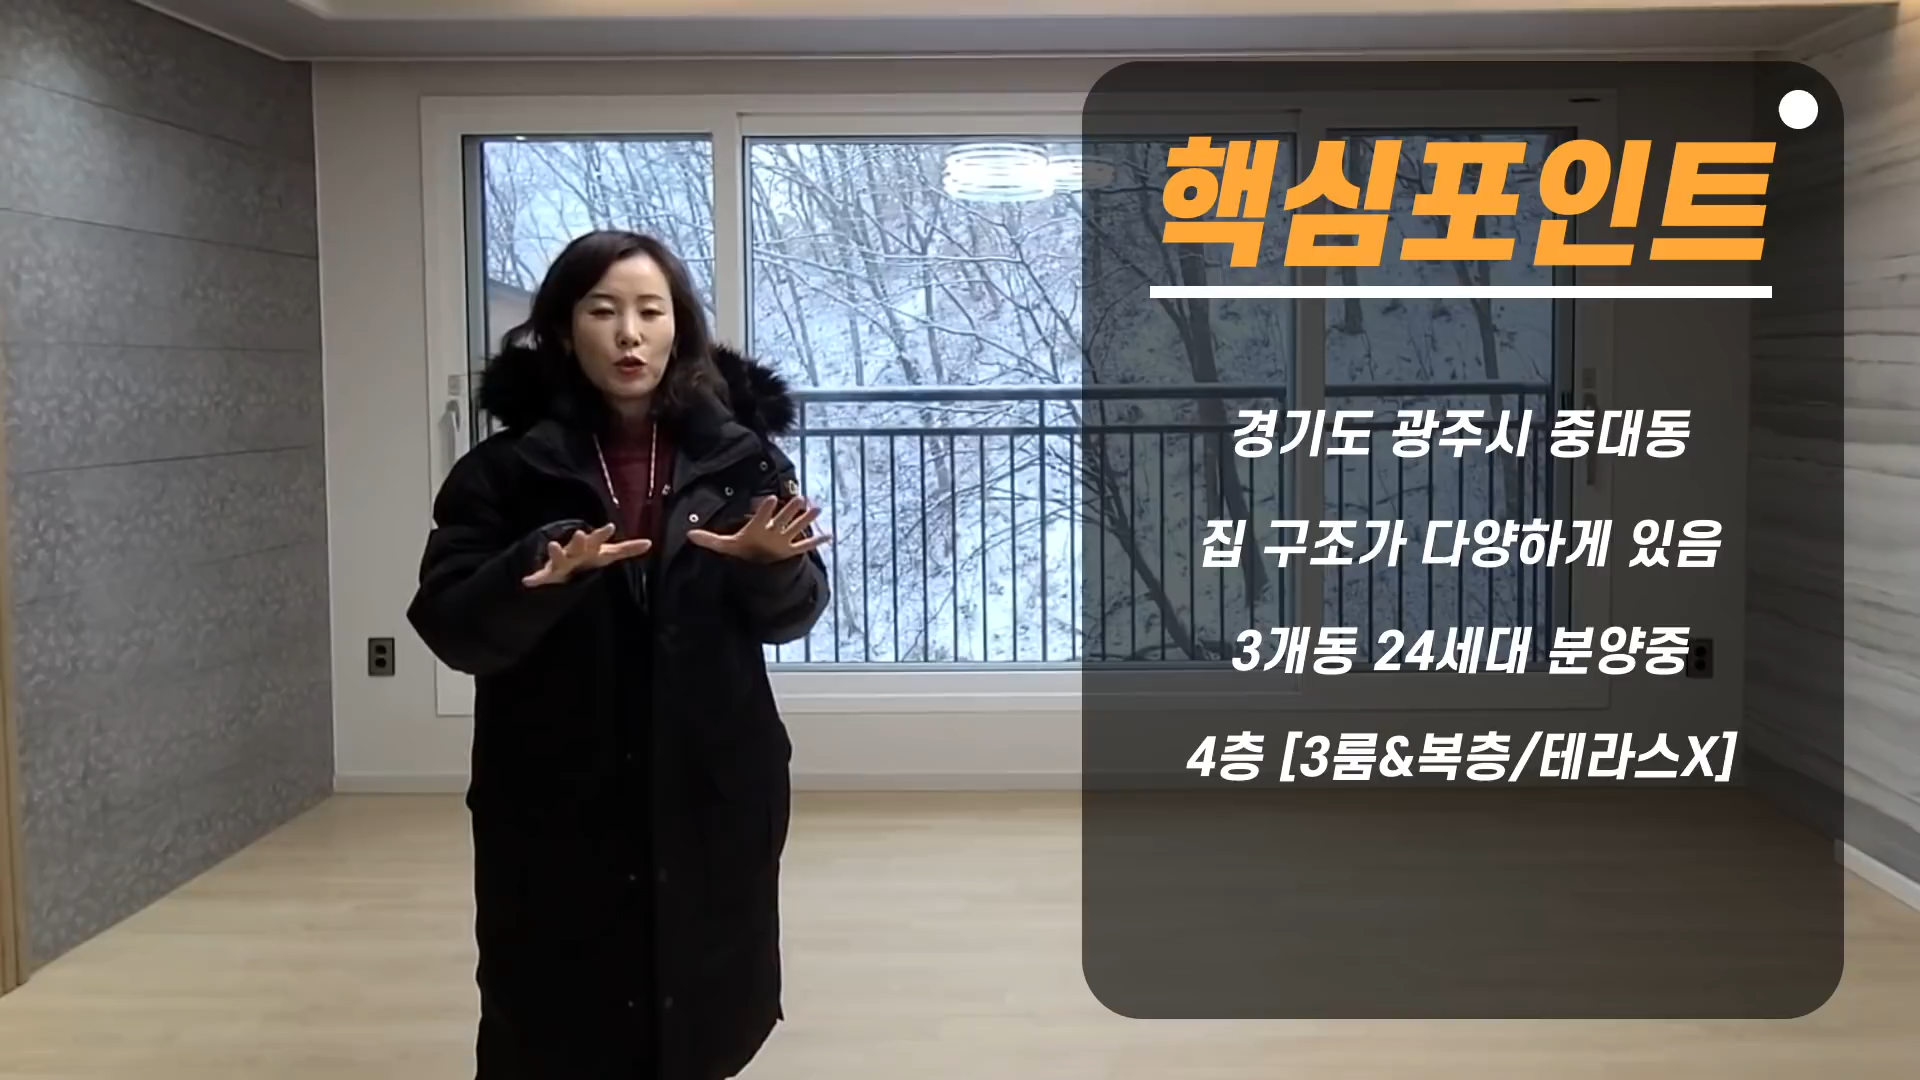 핵심포인트
경기도 광주시 중대동
집 구조가 다양하게 있음
3개동 24세대 분양중
4층 [3룸&복층/테라스X]